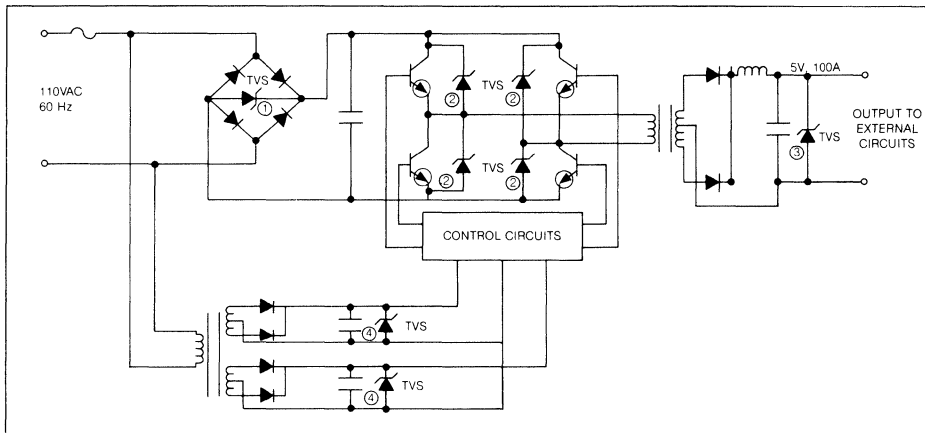 110VAC
60 Hz
TVS
①
②
TVS
②
②
TVS
②
5V, 100A
TVS
③
OUTPUT TO
EXTERNAL
CIRCUITS
CONTROL CIRCUITS
④
TVS
④
TVS